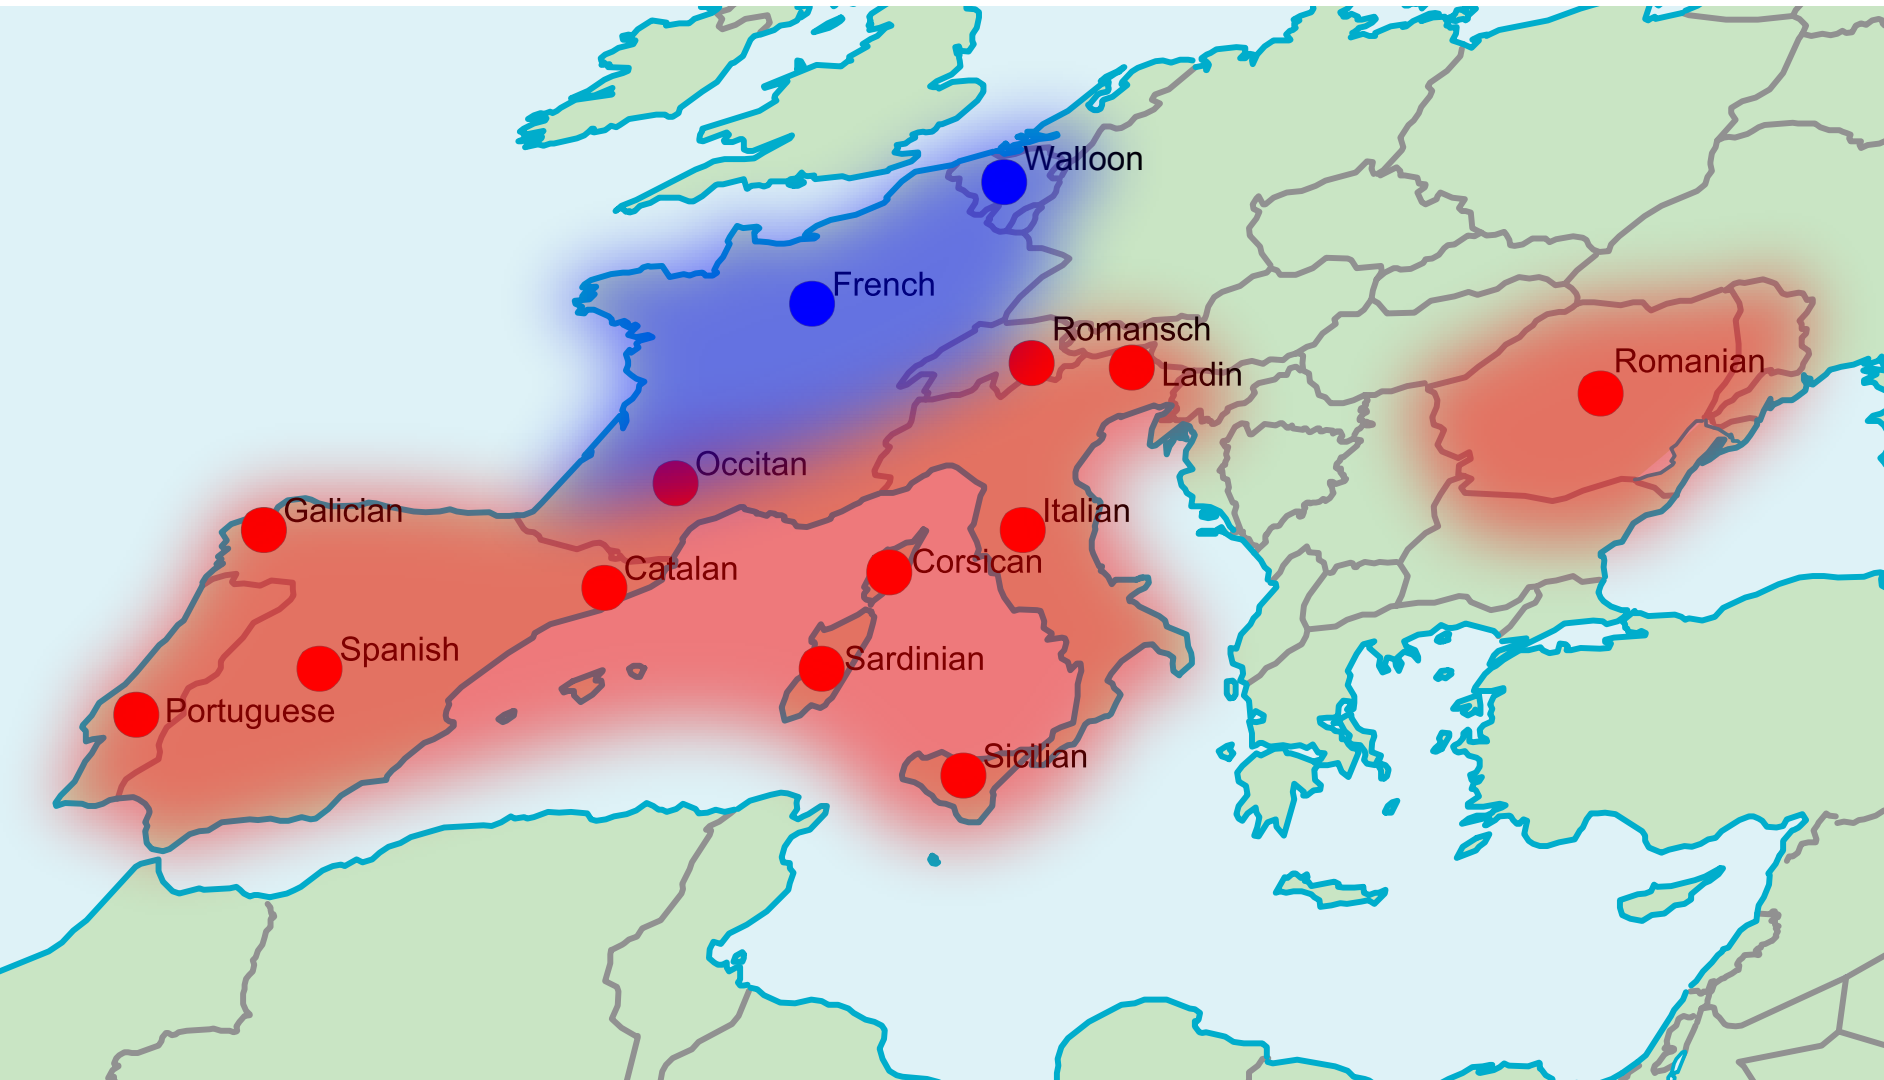 Walloon
French
Romansch
Ladin
Romanian
Occitan
Galician
Italian
Corsican
Catalan
Spanish
Sardinian
Portuguese
Sicilian